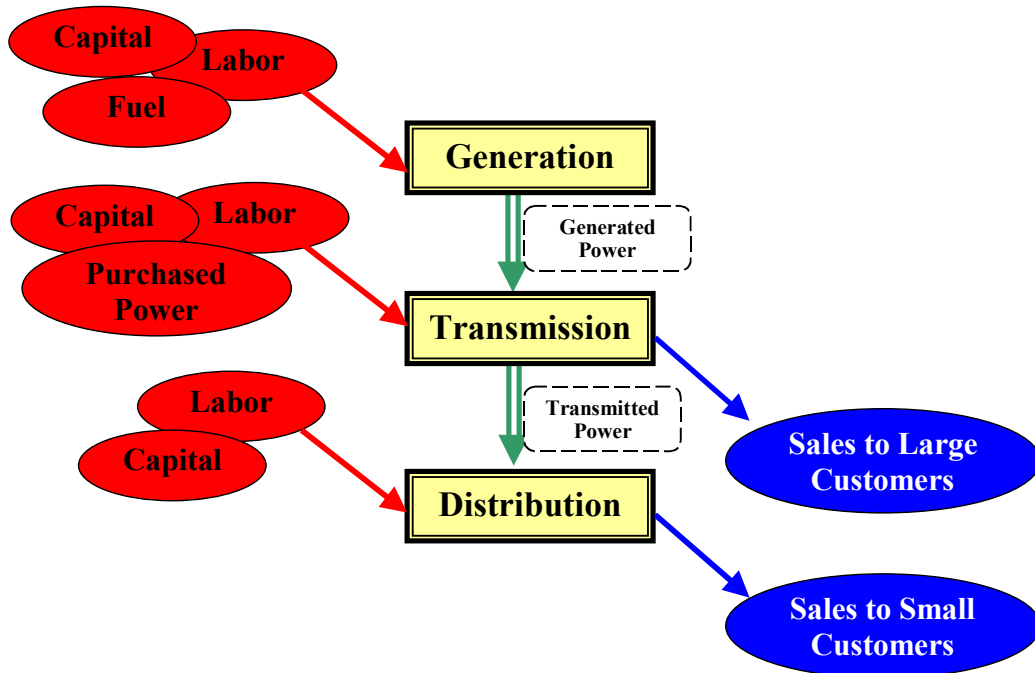 Capital
Labor
Fuel
Generation
Generated
Power
Capital
Labor
Purchased
Power
Transmission
Transmitted
Power
Labor
Capital
Sales to Large
Customers
Distribution
Sales to Small
Customers